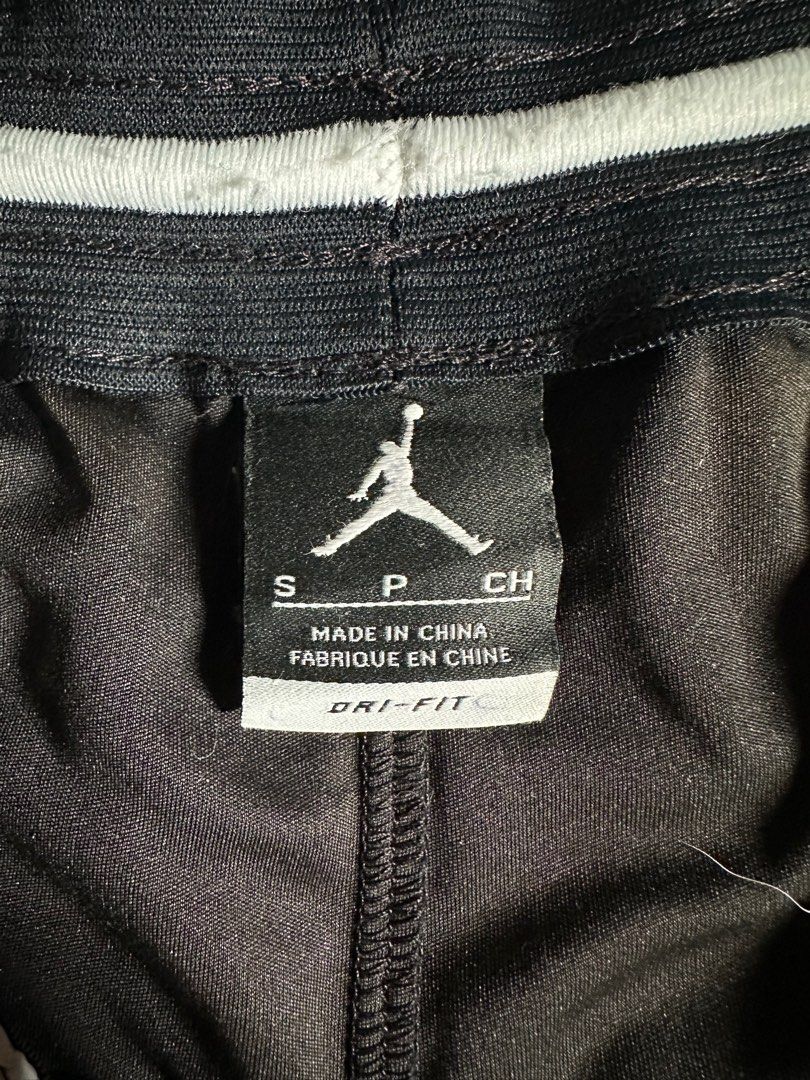 S P CH
MADE IN CHINA
FABRIQUE EN CHINE
DRI-FIT